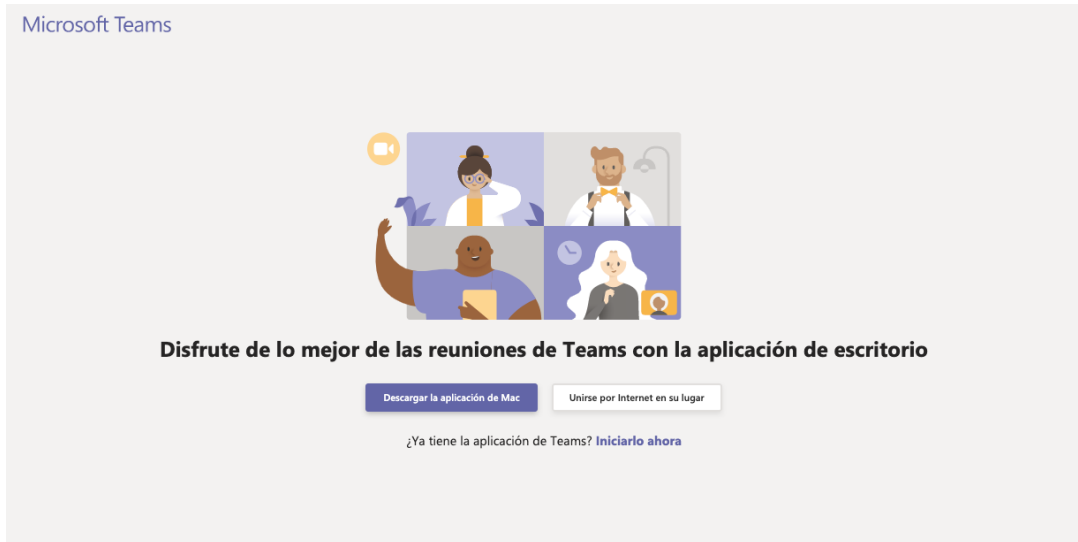 Microsoft Teams
Disfrute de lo mejor de las reuniones de Teams con la aplicación de escritorio
Descargar la aplicación de Mac
Unirse por Internet en su lugar
¿Ya tiene la aplicación de Teams? Iniciarlo ahora